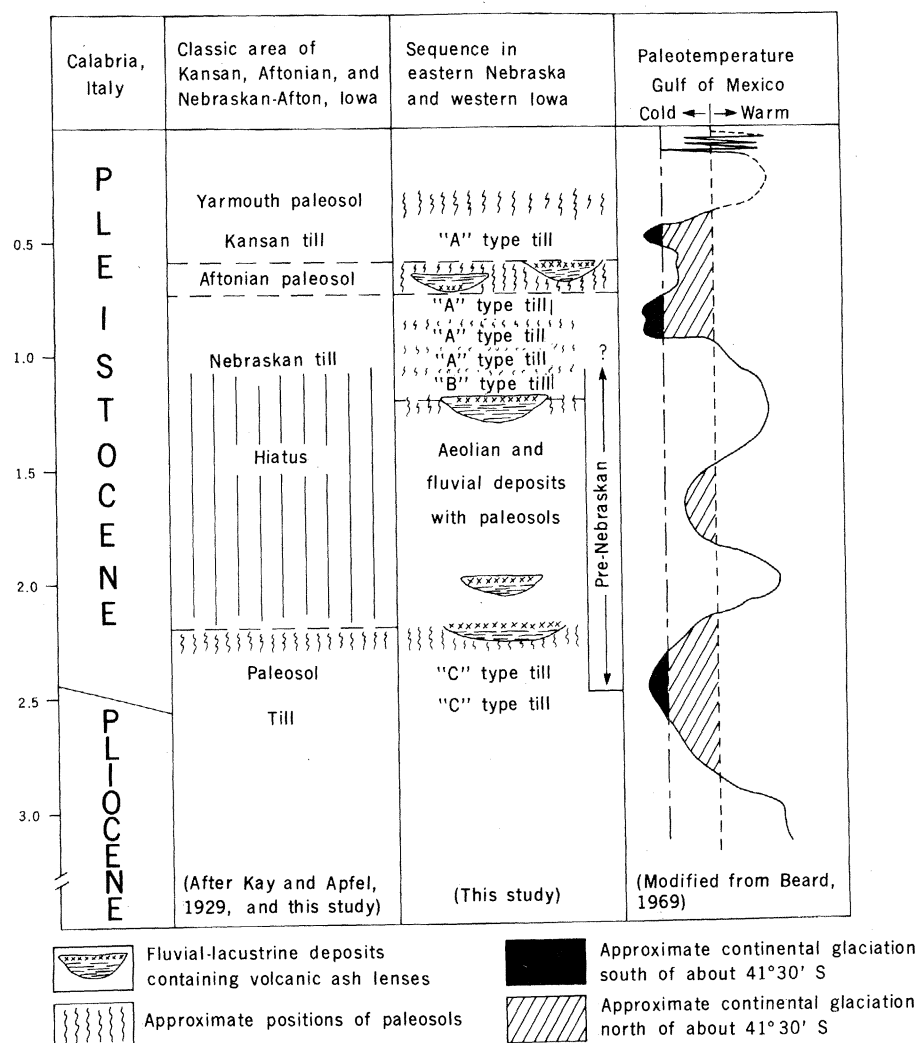 Calabria,
Italy
Classic area of
Kansan, Aftonian, and
Nebraskan-Afton, Iowa
Sequence in
eastern Nebraska
and western Iowa
Paleotemperature
Gulf of Mexico
Cold ←→ Warm
PLEISTOCENE
PLIOCENE
0.5
1.0
1.5
2.0
2.5
3.0
Yarmouth paleosol
Kansan till
Aftonian paleosol
Nebraskan till
Hiatus
Paleosol
Till
(After Kay and Apfel,
1929, and this study)
"A" type till
"A" type till
"A" type till
"A" type till
"B" type till
Aeolian and
fluvial deposits
with paleosols
"C" type till
"C" type till
(This study)
?
Pre-Nebraskan
(Modified from Beard,
1969)
Fluvial-lacustrine deposits
containing volcanic ash lenses
Approximate positions of paleosols
Approximate continental glaciation
south of about 41°30' S
Approximate continental glaciation
north of about 41°30' S